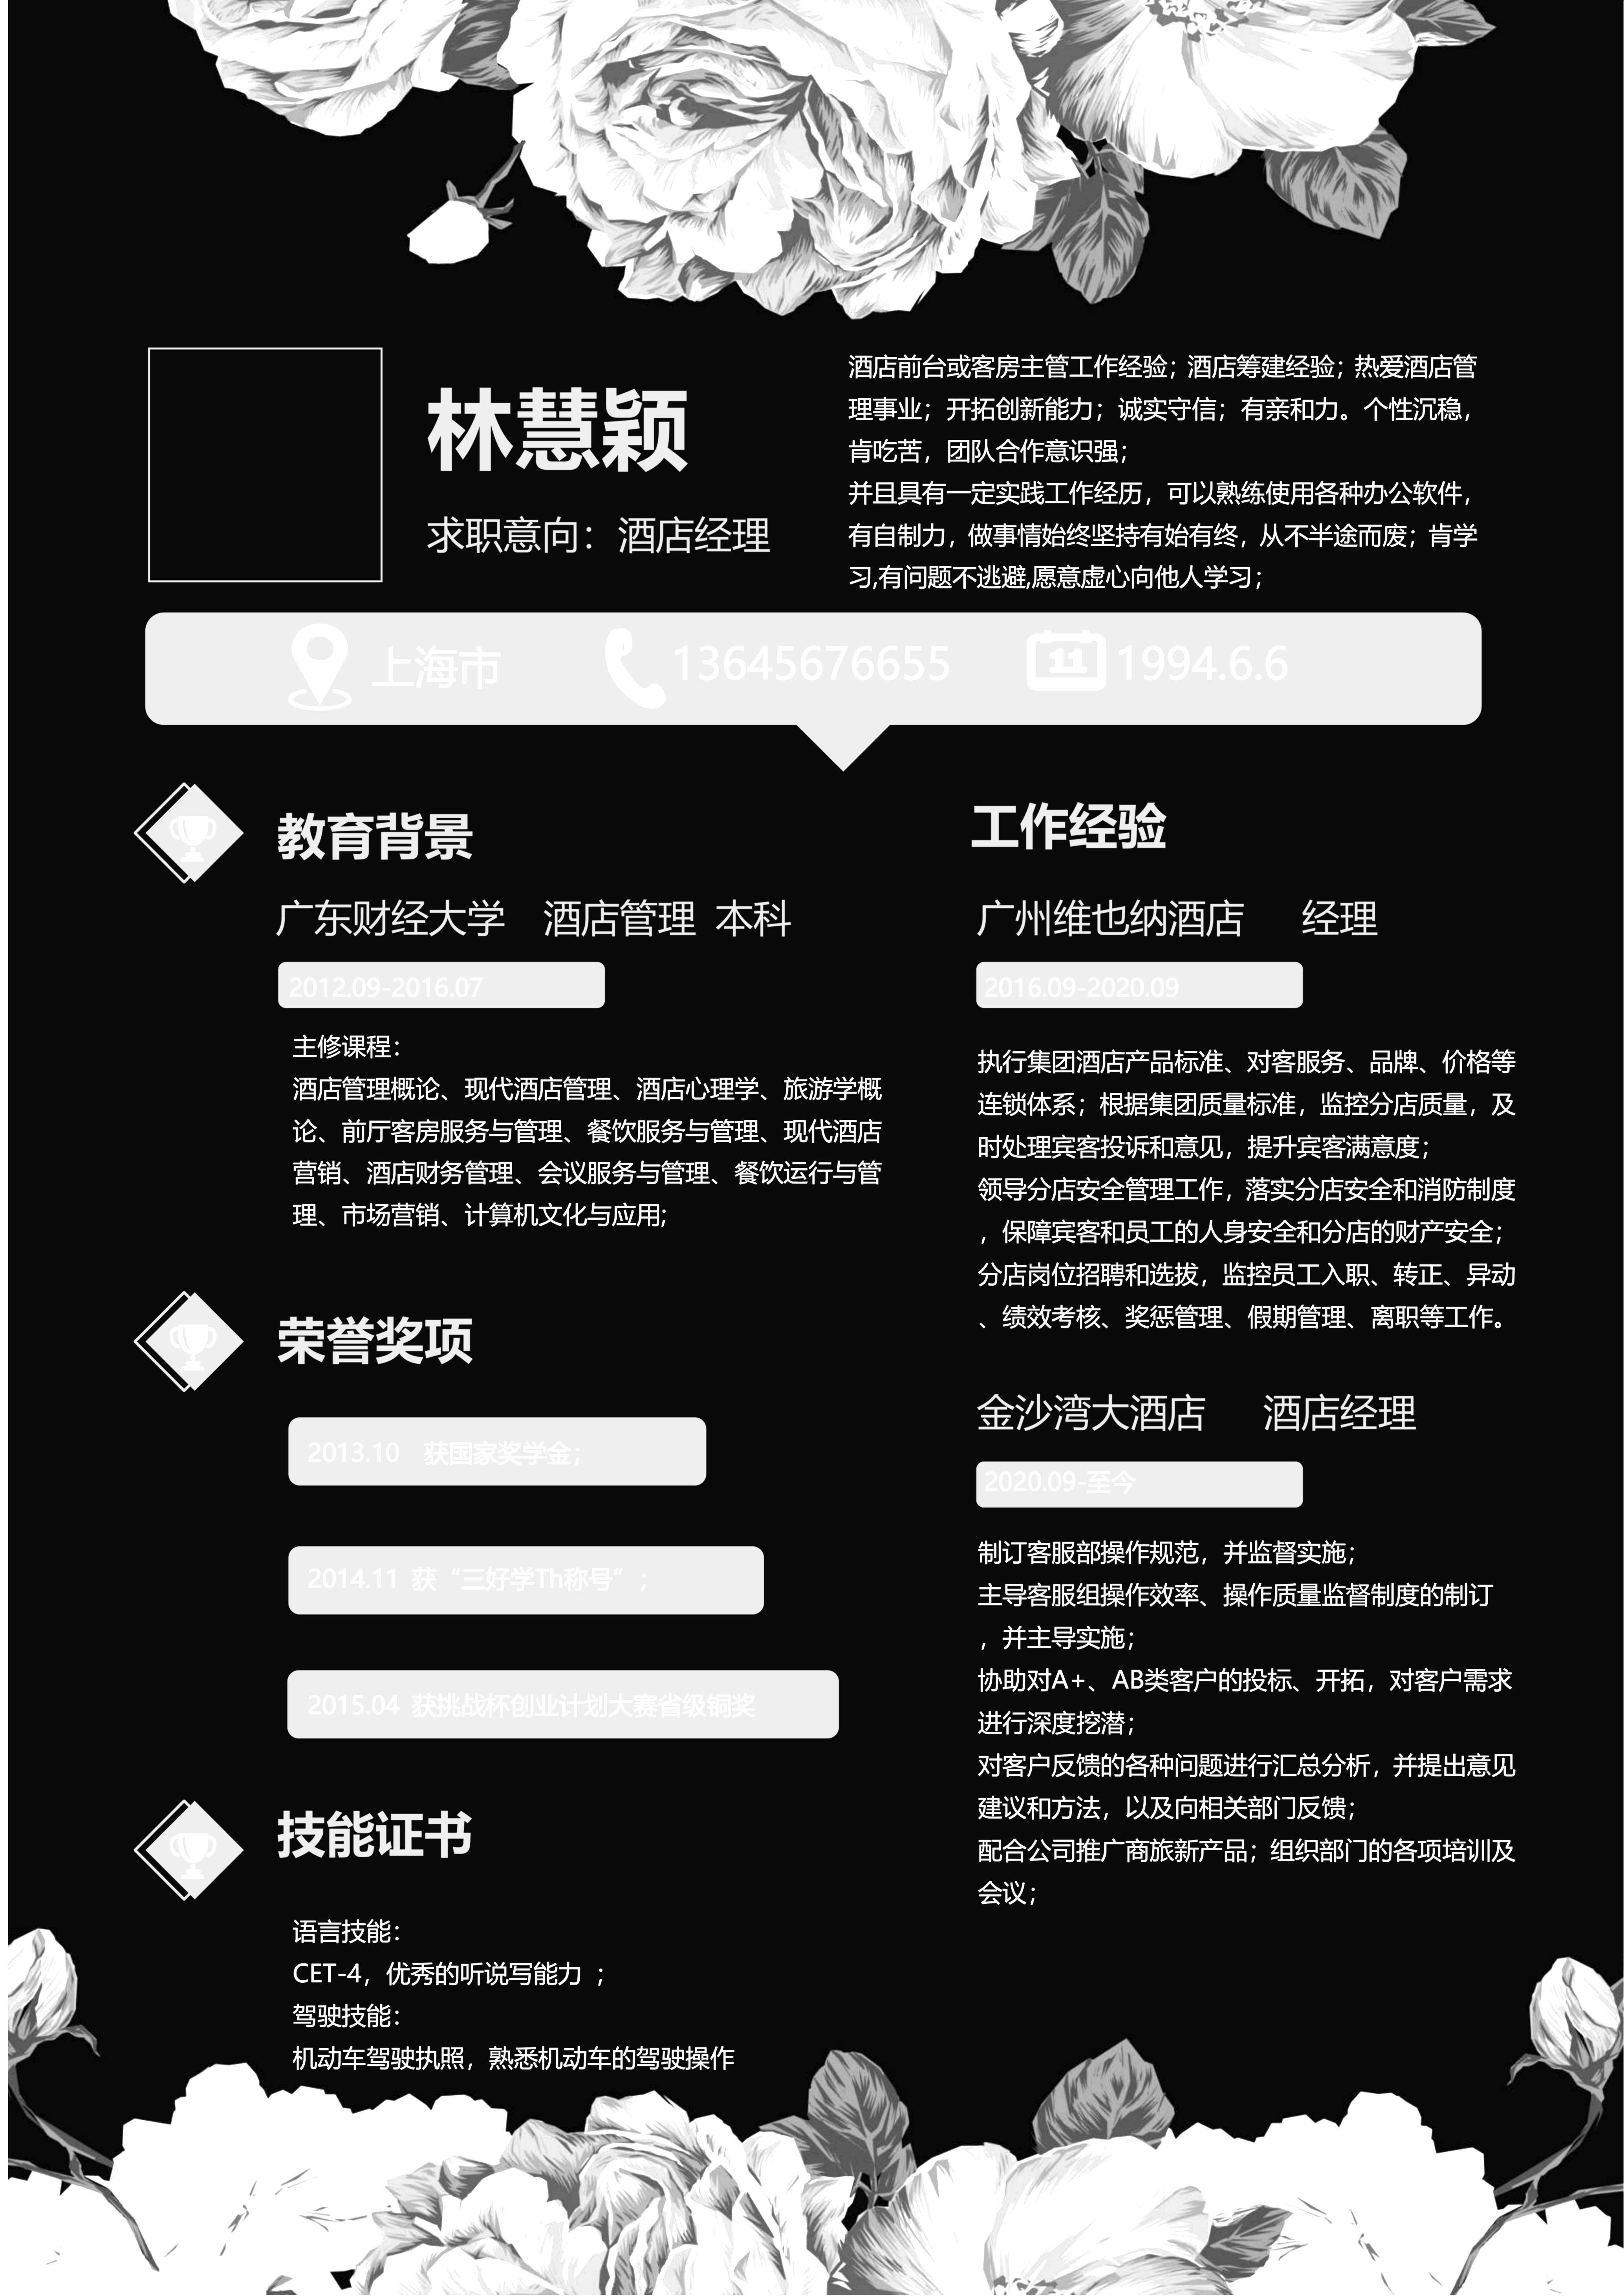 林慧颖
求职意向：酒店经理
酒店前台或客房主管工作经验；酒店筹建经验；热爱酒店管
理事业；开拓创新能力；诚实守信；有亲和力。个性沉稳，
肯吃苦，团队合作意识强；
并且具有一定实践工作经历，可以熟练使用各种办公软件，
有自制力，做事情始终坚持有始有终，从不半途而废；肯学
习,有问题不逃避,愿意虚心向他人学习；
上海市 13645676655 11 1994.6.6
教育背景
广东财经大学 酒店管理 本科
2012.09-2016.07
主修课程：
酒店管理概论、现代酒店管理、酒店心理学、旅游学概
论、前厅客房服务与管理、餐饮服务与管理、现代酒店
营销、酒店财务管理、会议服务与管理、餐饮运行与管
理、市场营销、计算机文化与应用;
荣誉奖项
2013.10 获国家奖学金；
2014.11 获“三好学Th称号”；
2015.04 获挑战杯创业计划大赛省级铜奖
技能证书
语言技能：
CET-4，优秀的听说写能力 ；
驾驶技能：
机动车驾驶执照，熟悉机动车的驾驶操作
工作经验
广州维也纳酒店 经理
2016.09-2020.09
执行集团酒店产品标准、对客服务、品牌、价格等
连锁体系；根据集团质量标准，监控分店质量，及
时处理宾客投诉和意见，提升宾客满意度；
领导分店安全管理工作，落实分店安全和消防制度
，保障宾客和员工的人身安全和分店的财产安全；
分店岗位招聘和选拔，监控员工入职、转正、异动
、绩效考核、奖惩管理、假期管理、离职等工作。
金沙湾大酒店 酒店经理
2020.09-至今
制订客服部操作规范，并监督实施；
主导客服组操作效率、操作质量监督制度的制订
，并主导实施；
协助对A+、AB类客户的投标、开拓，对客户需求
进行深度挖潜；
对客户反馈的各种问题进行汇总分析，并提出意见
建议和方法，以及向相关部门反馈；
配合公司推广商旅新产品；组织部门的各项培训及
会议；